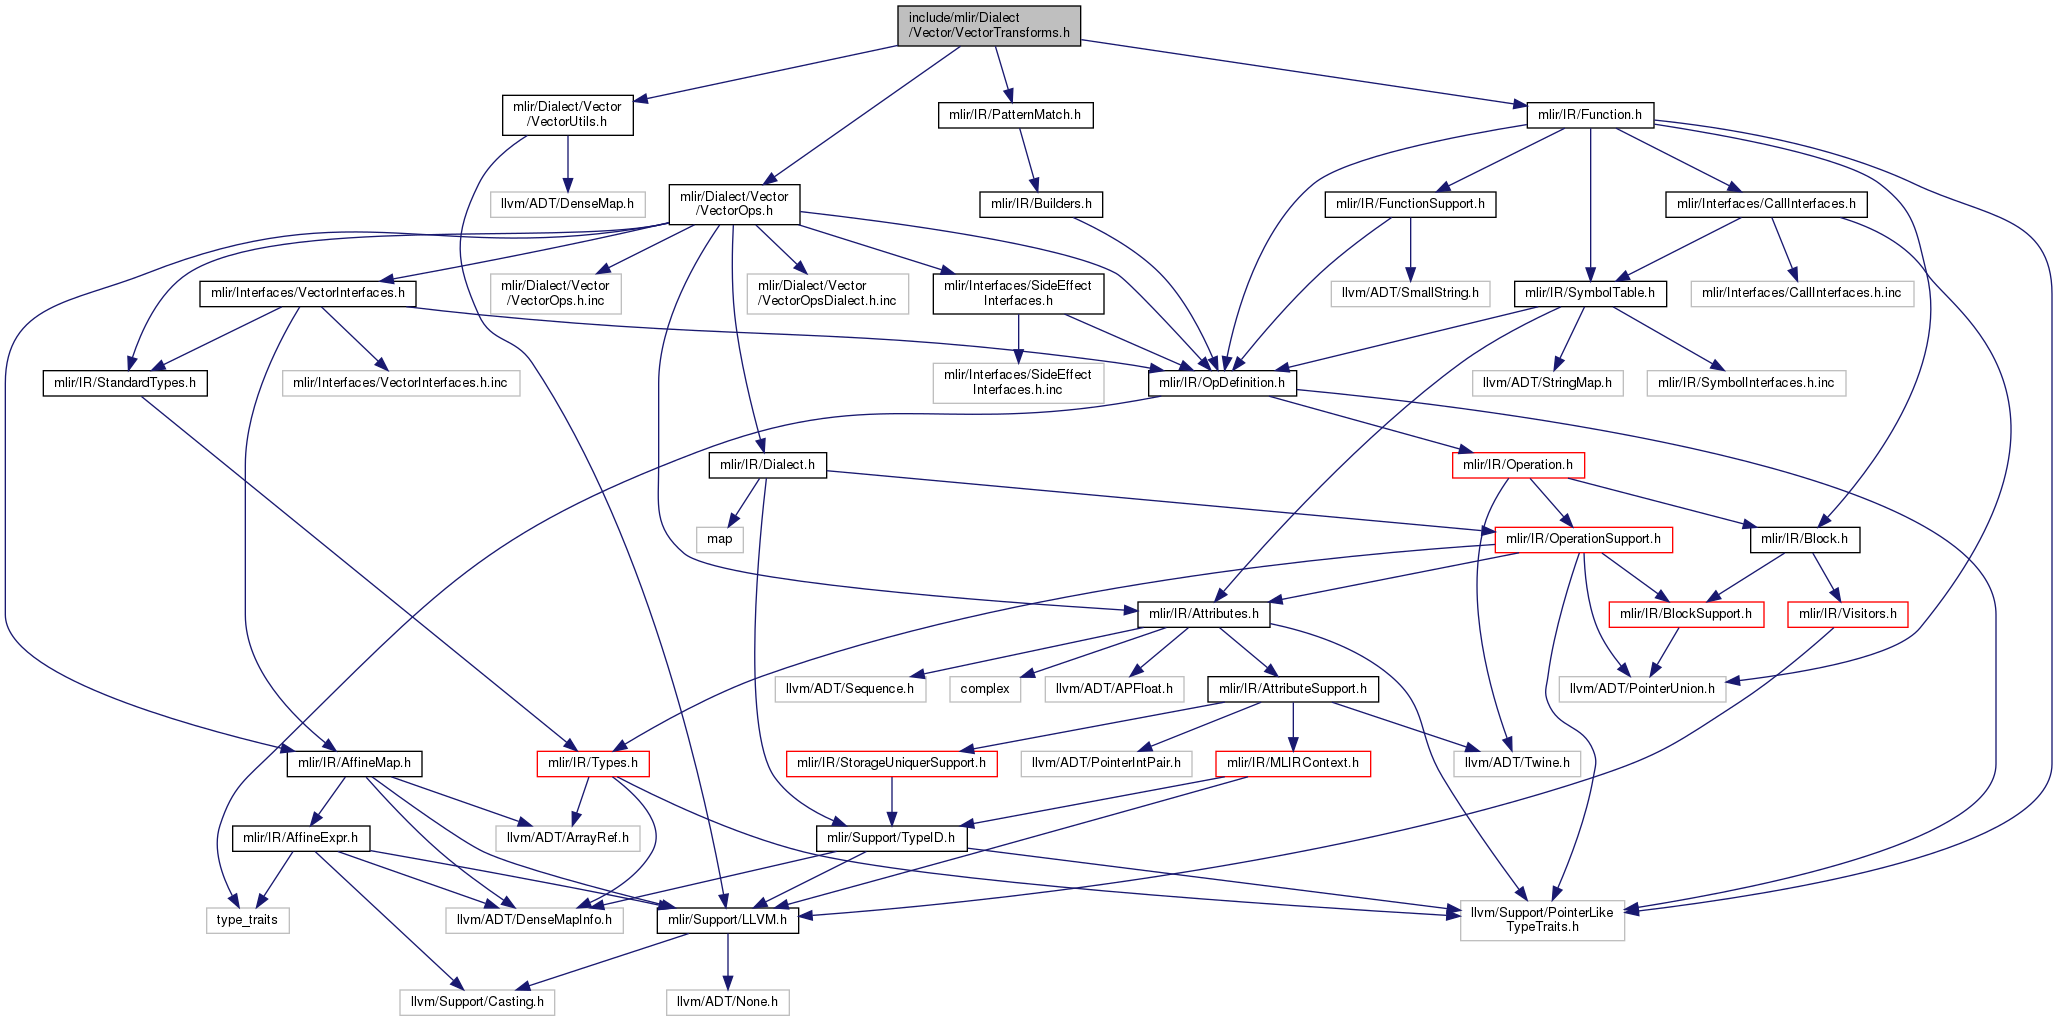 include/mlir/Dialect
/Vector/VectorTransforms.h
mlir/Dialect/Vector
/VectorUtils.h
mlir/IR/PatternMatch.h
mlir/IR/Function.h
llvm/ADT/DenseMap.h
mlir/Dialect/Vector
/VectorOps.h
mlir/IR/Builders.h
mlir/IR/FunctionSupport.h
mlir/Interfaces/CallInterfaces.h
mlir/Interfaces/VectorInterfaces.h
mlir/Dialect/Vector
/VectorOps.h.inc
mlir/Dialect/Vector
/VectorOpsDialect.h.inc
mlir/Interfaces/SideEffect
Interfaces.h
llvm/ADT/SmallString.h
mlir/IR/SymbolTable.h
mlir/Interfaces/CallInterfaces.h.inc
mlir/IR/StandardTypes.h
mlir/Interfaces/VectorInterfaces.h.inc
mlir/Interfaces/SideEffect
Interfaces.h.inc
mlir/IR/OpDefinition.h
llvm/ADT/StringMap.h
mlir/IR/SymbolInterfaces.h.inc
mlir/IR/Dialect.h
mlir/IR/Operation.h
map
mlir/IR/OperationSupport.h
mlir/IR/Block.h
mlir/IR/Attributes.h
mlir/IR/BlockSupport.h
mlir/IR/Visitors.h
llvm/ADT/Sequence.h
complex
llvm/ADT/APFloat.h
mlir/IR/AttributeSupport.h
llvm/ADT/PointerUnion.h
mlir/IR/AffineMap.h
mlir/IR/Types.h
mlir/IR/StorageUniquerSupport.h
llvm/ADT/PointerIntPair.h
mlir/IR/MLIRContext.h
llvm/ADT/Twine.h
mlir/IR/AffineExpr.h
llvm/ADT/ArrayRef.h
mlir/Support/TypeID.h
type_traits
llvm/ADT/DenseMapInfo.h
mlir/Support/LLVM.h
llvm/Support/PointerLike
TypeTraits.h
llvm/Support/Casting.h
llvm/ADT/None.h